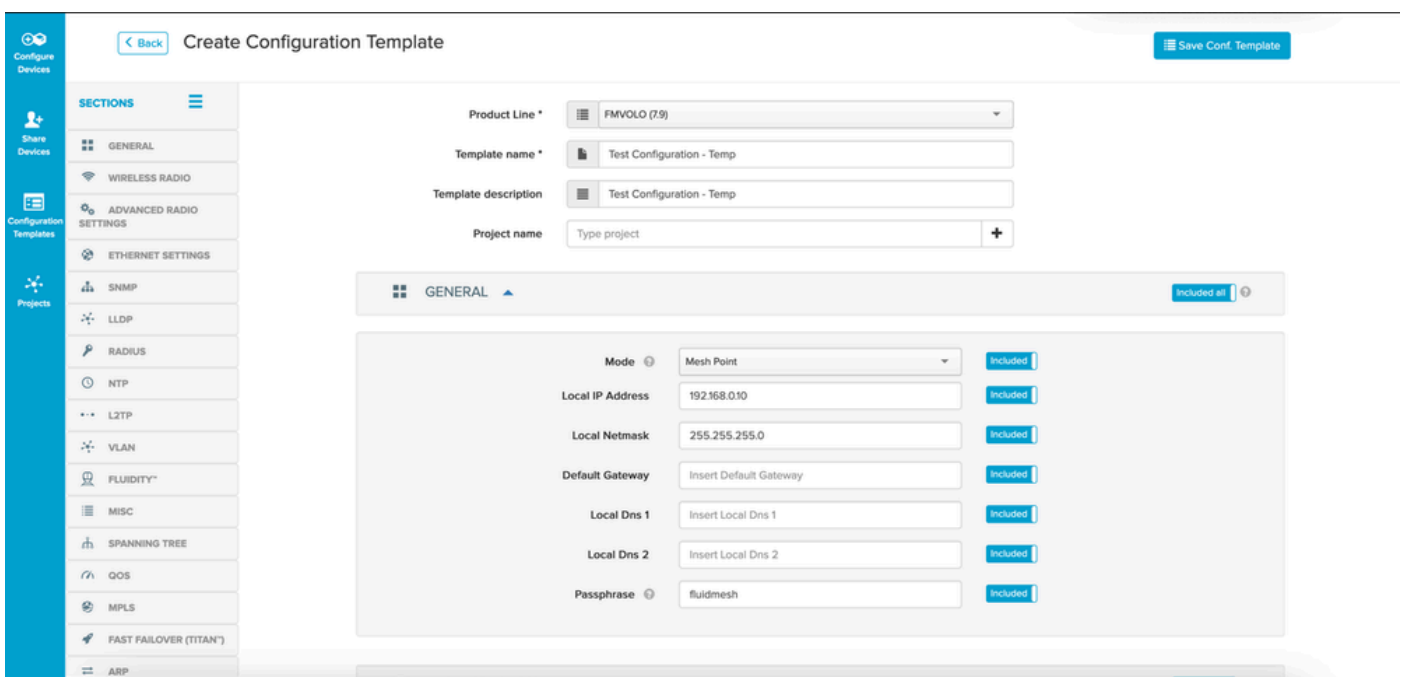 Configure
Devices
Share
Devices
Configuration
Templates
Projects
Back
Create Configuration Template
Save Conf. Template
SECTIONS
GENERAL
WIRELESS RADIO
ADVANCED RADIO
SETTINGS
ETHERNET SETTINGS
SNMP
LLDP
RADIUS
NTP
L2TP
VLAN
FLUIDITY™
MISC
SPANNING TREE
QOS
MPLS
FAST FAILOVER (TITAN™)
ARP
Product Line * FMVOLO (7.9)
Template name * Test Configuration - Temp
Template description Test Configuration - Temp
Project name Type project
GENERAL Included all
Mode Mesh Point Included
Local IP Address 192.168.0.10 Included
Local Netmask 255.255.255.0 Included
Default Gateway Insert Default Gateway Included
Local Dns 1 Insert Local Dns 1 Included
Local Dns 2 Insert Local Dns 2 Included
Passphrase fluidmesh Included